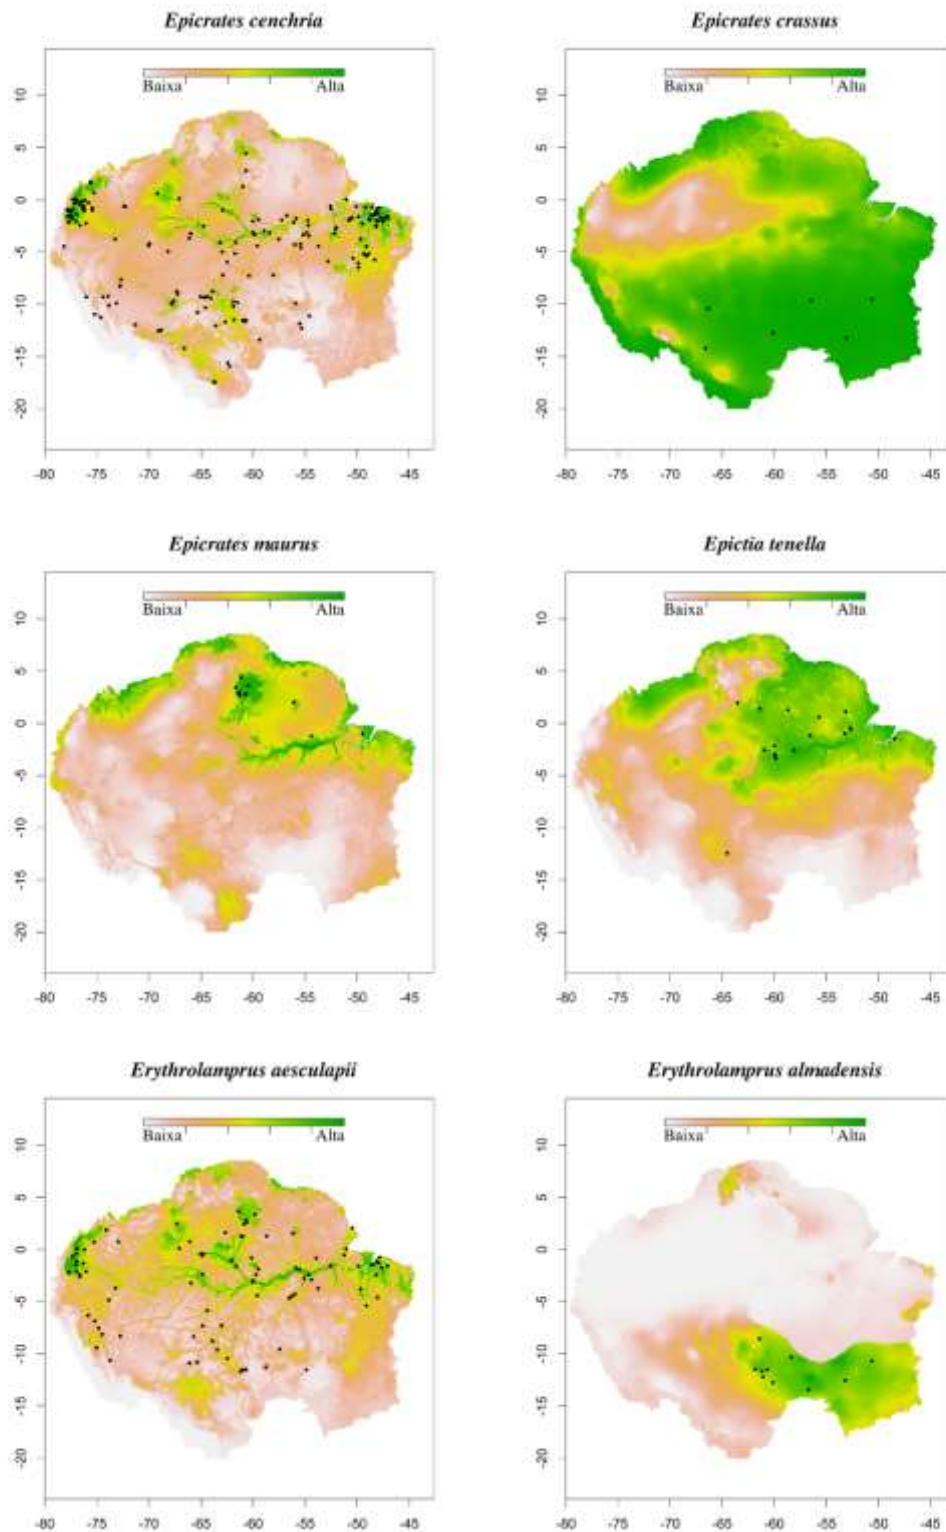 Epicrates cenchria
Epicrates crassus
Baixa Alta
Baixa Alta
10
5
0
-5
-10
-15
-20
10
5
0
-5
-10
-15
-20
-80 -75 -70 -65 -60 -55 -50 -45
-80 -75 -70 -65 -60 -55 -50 -45
Epicrates maurus
Epictia tenella
Baixa Alta
Baixa Alta
10
5
0
-5
-10
-15
-20
10
5
0
-5
-10
-15
-20
-80 -75 -70 -65 -60 -55 -50 -45
-80 -75 -70 -65 -60 -55 -50 -45
Erythrolamprus aesculapii
Erythrolamprus almadensis
Baixa Alta
Baixa Alta
10
5
0
-5
-10
-15
-20
10
5
0
-5
-10
-15
-20
-80 -75 -70 -65 -60 -55 -50 -45
-80 -75 -70 -65 -60 -55 -50 -45